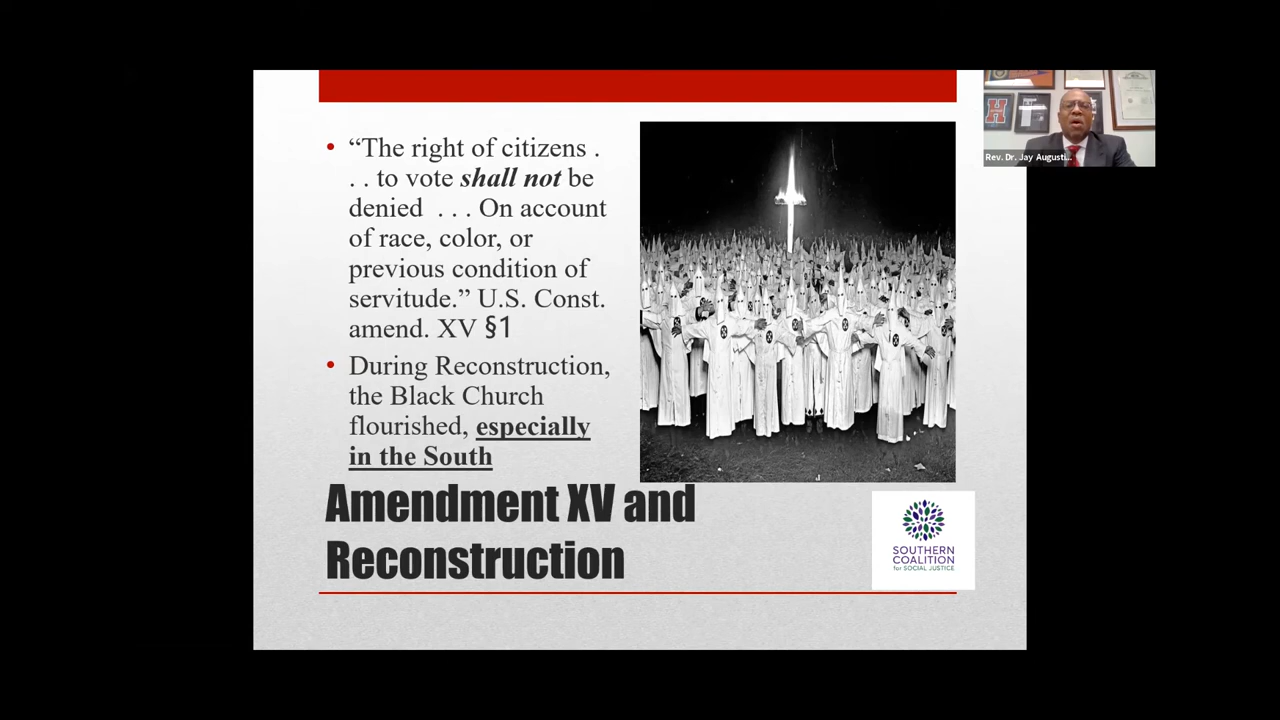 • “The right of citizens .
. . to vote shall not be
denied . . . On account
of race, color, or
previous condition of
servitude.” U.S. Const.
amend. XV §1
• During Reconstruction,
the Black Church
flourished, especially
in the South
Amendment XV and
Reconstruction
SOUTHERN
COALITION
for SOCIAL JUSTICE
H
Rev. Dr. Jay Augusti...